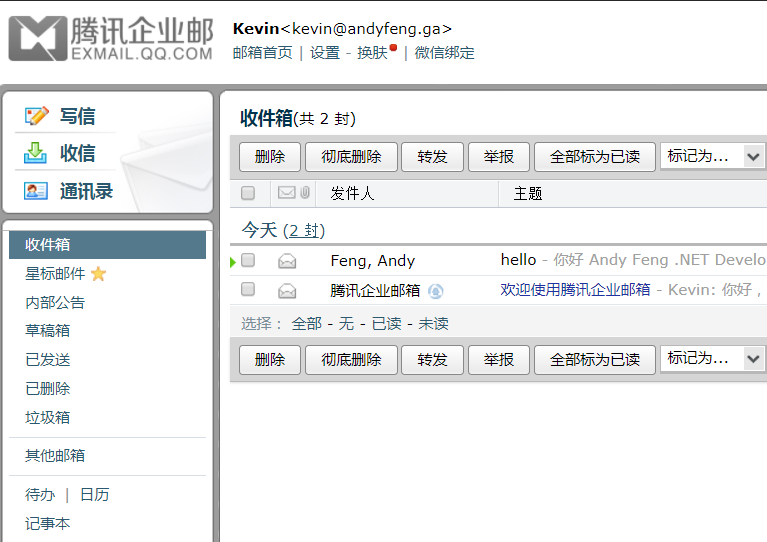 腾讯企业邮
EXMAIL.QQ.COM
Kevin<kevin@andyfeng.ga>
邮箱首页 | 设置 - 换肤 | 微信绑定
写信
收信
通讯录
收件箱
星标邮件
内部公告
草稿箱
已发送
已删除
垃圾箱
其他邮箱
待办 | 日历
记事本
收件箱(共 2 封)
删除 彻底删除 转发 举报 全部标为已读 标记为...
发件人 主题
今天 (2 封)
Feng, Andy hello - 你好 Andy Feng .NET Develo
腾讯企业邮箱 欢迎使用腾讯企业邮箱 - Kevin: 你好 ,
选择： 全部 - 无 - 已读 - 未读
删除 彻底删除 转发 举报 全部标为已读 标记为...